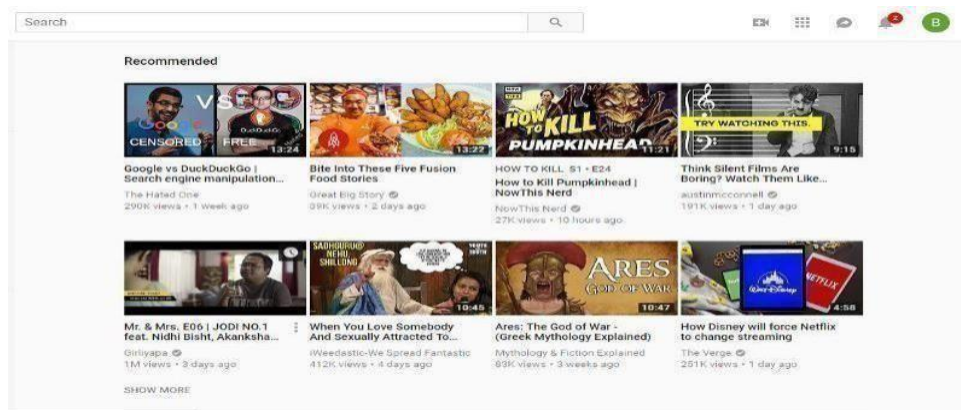 Search
2
B
Recommended
VS
Google
DuckDuckGo
CENSORED FREE
13:24
13:22
HOW TO KILL
PUMPKINHEAD
11:21
TRY WATCHING THIS.
9:15
Google vs DuckDuckGo |
Search engine manipulation...
The Hated One
290K views • 1 week ago
Bite Into These Five Fusion
Food Stories
Great Big Story
89K views • 2 days ago
HOW TO KILL S1 • E24
How to Kill Pumpkinhead |
NowThis Nerd
NowThis Nerd
27K views • 10 hours ago
Think Silent Films Are
Boring? Watch Them Like...
austinmcconnell
191K views • 1 day ago
SADHGURU@
NEHU,
SHILLONG
10:45
ARES
GOD OF WAR
10:47
Walt Disney
NETFLIX
4:58
Mr. & Mrs. E06 | JODI NO.1
feat. Nidhi Bisht, Akanksha...
Girliyapa
1M views • 3 days ago
When You Love Somebody
And Sexually Attracted To...
iWeedastic-We Spread Fantastic
412K views • 4 days ago
Ares: The God of War -
(Greek Mythology Explained)
Mythology & Fiction Explained
83K views • 3 weeks ago
How Disney will force Netflix
to change streaming
The Verge
251K views • 1 day ago
SHOW MORE